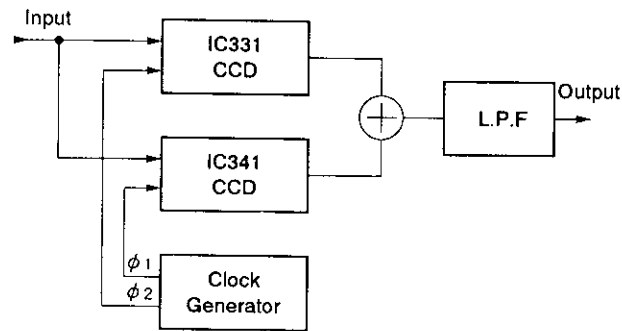 Input
IC331
CCD
Output
L.P.F
IC341
CCD
ϕ1
ϕ2
Clock
Generator